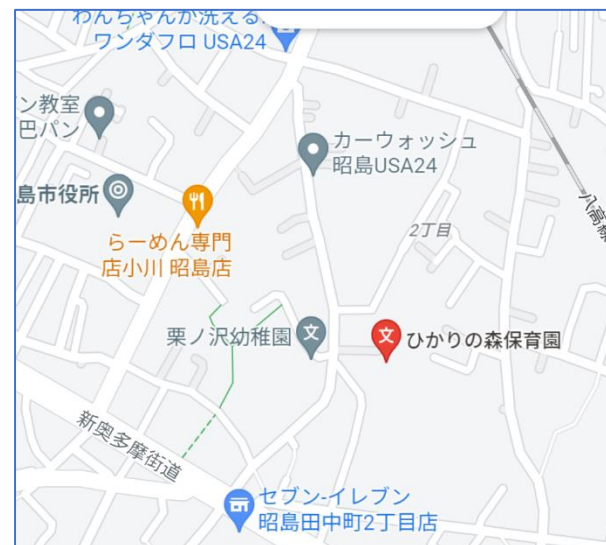 わんちゃんが洗える
ワンダフロ USA24
ン教室
巴パン
カーウォッシュ
昭島USA24
島市役所
八高線
2丁目
らーめん専門
店小川 昭島店
栗ノ沢幼稚園
ひかりの森保育園
新奥多摩街道
セブン-イレブン
昭島田中町2丁目店